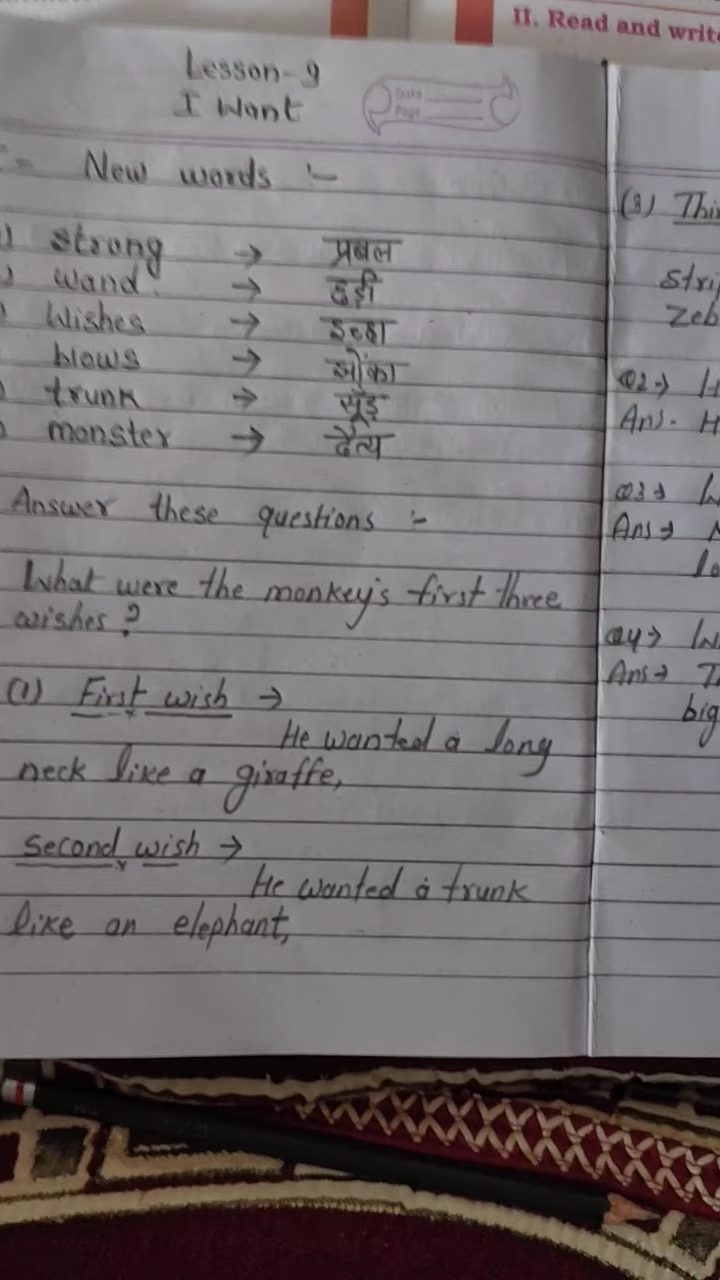 II. Read and write
Lesson-9
I Want
Date
Page
New words :-
strong → प्रबल
wand → छड़ी
Wishes → इच्छा
blows → झोंका
trunk → सूँड़
monster → दैत्य
Answer these questions :-
What were the monkey's first three
wishes?
(1) First wish →
He wanted a long
neck like a giraffe,
Second wish →
He wanted a trunk
like an elephant,
(3)
Zeb
Q2→ H
Ans. H
Q3→
Ans→
lo
Q4→
Ans→
big